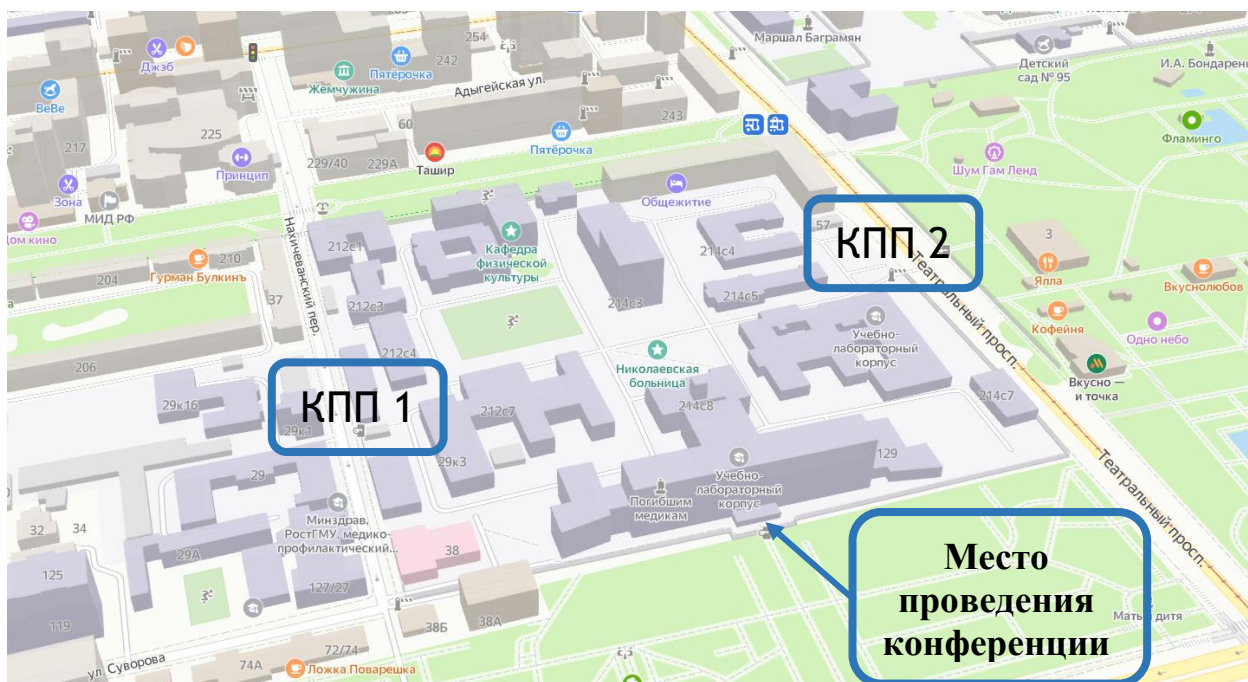 254
242
Маршал Баграмян
Детский
сад № 95
И.А. Бондарен
Джэб
Пятёрочка
Жемчужина
Адыгейская ул.
ВеВе
Фламинго
225
60
243
217
Пятёрочка
229/40
229А
Ташир
Принцип
Шум Гам Ленд
Зона
МИД РФ
Общежитие
Дом кино
Нахичеванский пер.
212с1
Кафедра
физической
культуры
214с4
57
КПП 2
3
210
204
Гурман Булкинъ
Ялла
Вкуснолюбов
37
212с3
214с3
214с5
Театральный просп.
Учебно-
лабораторный
корпус
Кофейня
Одно небо
206
212с4
Николаевская
больница
Вкусно —
и точка
КПП 1
29к16
29к1
212с7
214с8
214с7
29к3
129
29
Учебно-
лабораторный
корпус
Погибшим
медикам
Театральный просп.
32
34
Минздрав,
РостГМУ, медико-
профилактический...
29А
38
Место
проведения
конференции
125
127/27
Мать и дитя
119
38Б
38А
72/74
74А
ул. Суворова
Ложка Поварешка